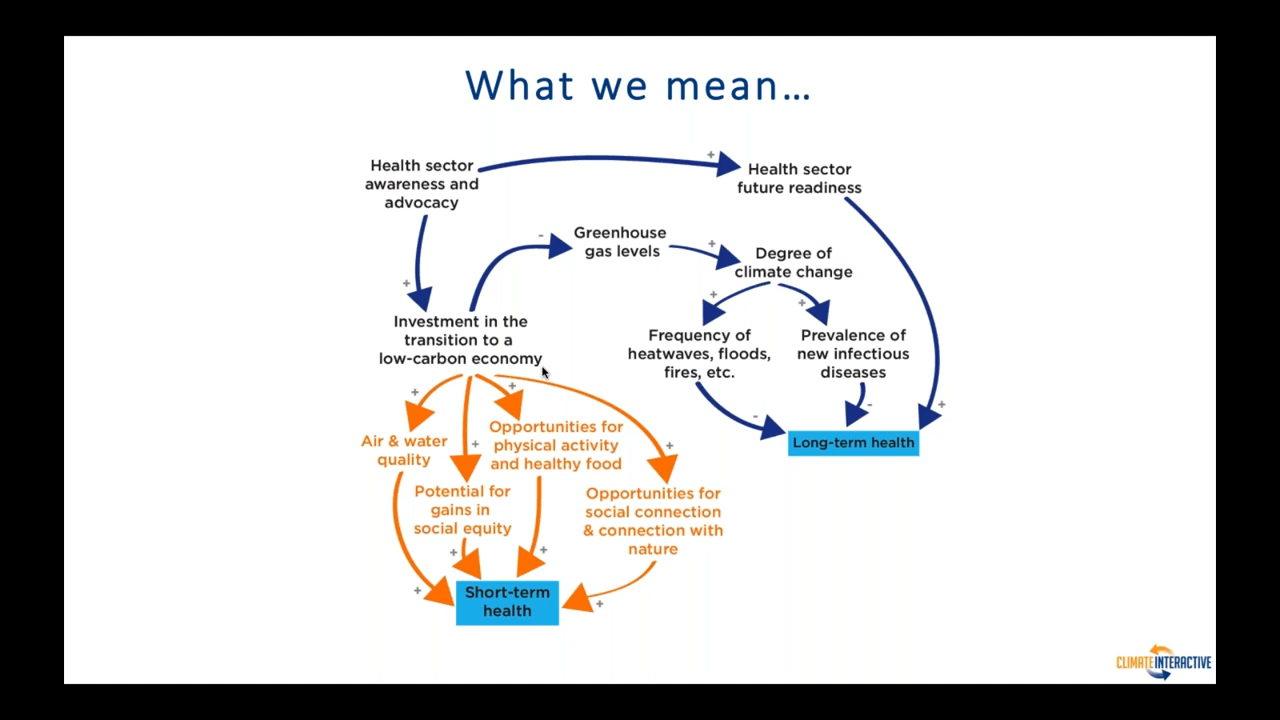 What we mean...
Health sector
awareness and
advocacy
+
Health sector
future readiness
+
-
Greenhouse
gas levels
+
Degree of
climate change
+
+
Investment in the
transition to a
low-carbon economy
Frequency of
heatwaves, floods,
fires, etc.
Prevalence of
new infectious
diseases
-
-
+
Long-term health
+
+
+
+
Air & water
quality
Opportunities for
physical activity
and healthy food
Potential for
gains in
social equity
Opportunities for
social connection
& connection with
nature
+
+
+
+
Short-term
health
CLIMATE INTERACTIVE